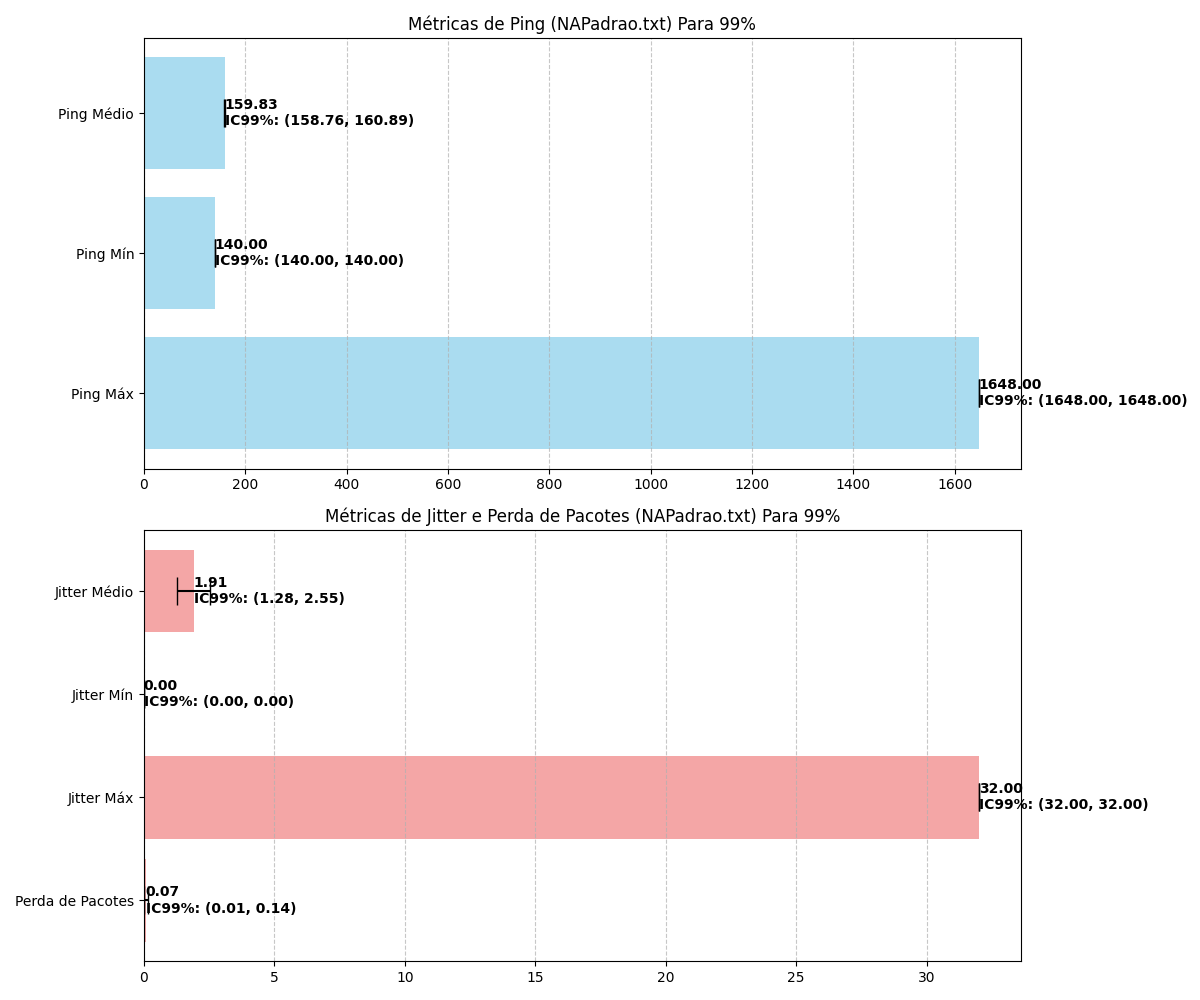 Métricas de Ping (NAPadrao.txt) Para 99%
Ping Médio
159.83
IC99%: (158.76, 160.89)
Ping Mín
140.00
IC99%: (140.00, 140.00)
Ping Máx
1648.00
IC99%: (1648.00, 1648.00)
0 200 400 600 800 1000 1200 1400 1600
Métricas de Jitter e Perda de Pacotes (NAPadrao.txt) Para 99%
Jitter Médio
1.91
IC99%: (1.28, 2.55)
Jitter Mín
0.00
IC99%: (0.00, 0.00)
Jitter Máx
32.00
IC99%: (32.00, 32.00)
Perda de Pacotes
0.07
IC99%: (0.01, 0.14)
0 5 10 15 20 25 30